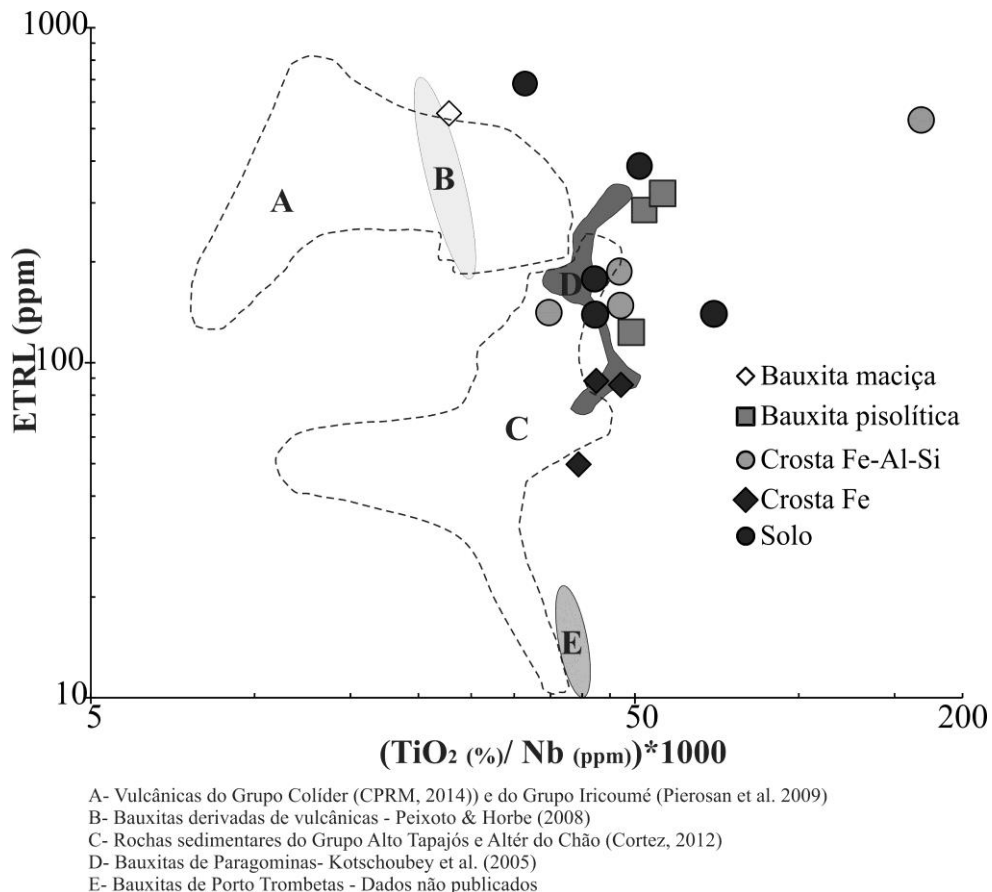 1000
ETRL (ppm)
100
10
A
B
D
C
E
Bauxita maciça
Bauxita pisolítica
Crosta Fe-Al-Si
Crosta Fe
Solo
5
50
200
(TiO2 (%)/ Nb (ppm))*1000
A- Vulcânicas do Grupo Colíder (CPRM, 2014)) e do Grupo Iricoumé (Pierosan et al. 2009)
B- Bauxitas derivadas de vulcânicas - Peixoto & Horbe (2008)
C- Rochas sedimentares do Grupo Alto Tapajós e Altér do Chão (Cortez, 2012)
D- Bauxitas de Paragominas- Kotschoubey et al. (2005)
E- Bauxitas de Porto Trombetas - Dados não publicados